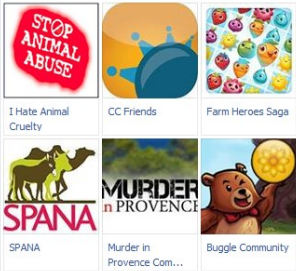 STOP
ANIMAL
ABUSE
I Hate Animal
Cruelty
CC Friends
Farm Heroes Saga
SPANA
MURDER
in PROVENCE
SPANA
Murder in
Provence Com...
Buggle Community